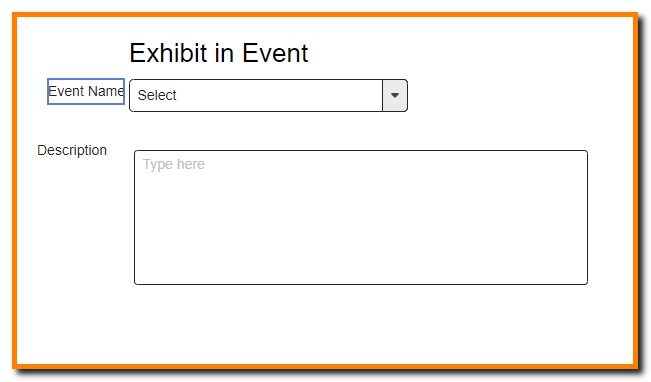 Exhibit in Event
Event Name
Select
Description
Type here